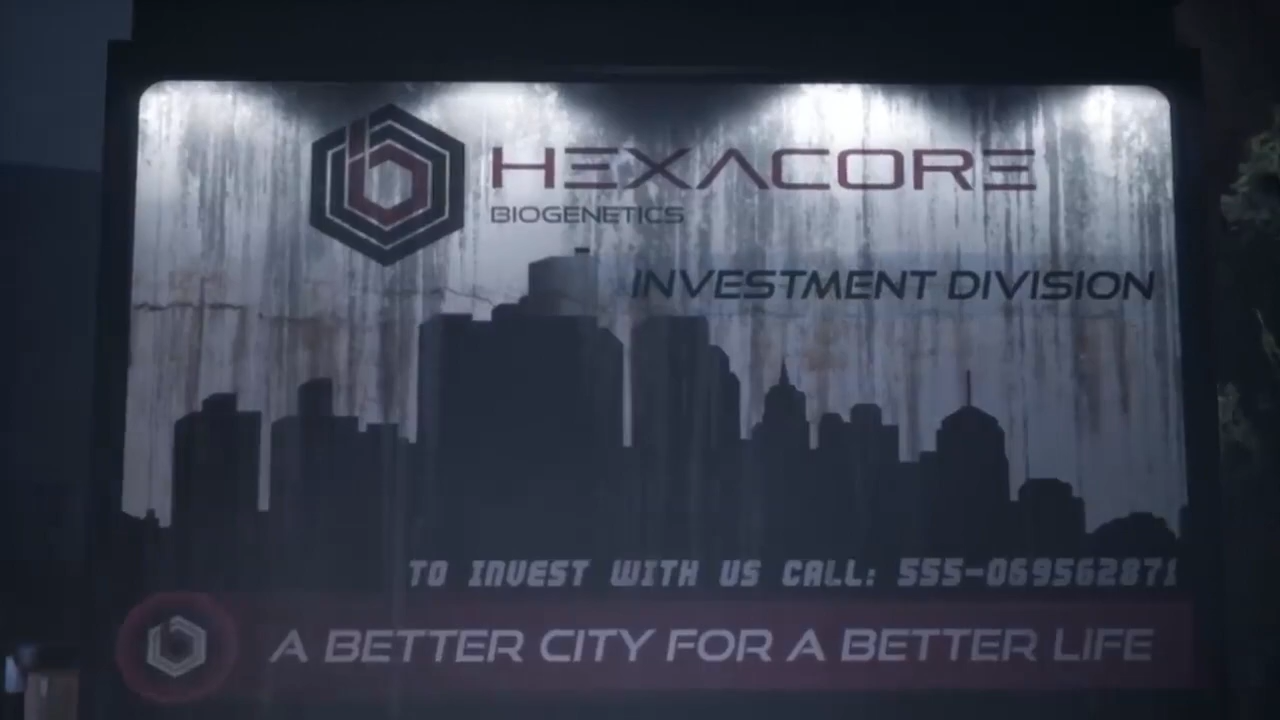 HEXACORE
BIOGENETICS
INVESTMENT DIVISION
TO INVEST WITH US CALL: 555-069562871
A BETTER CITY FOR A BETTER LIFE